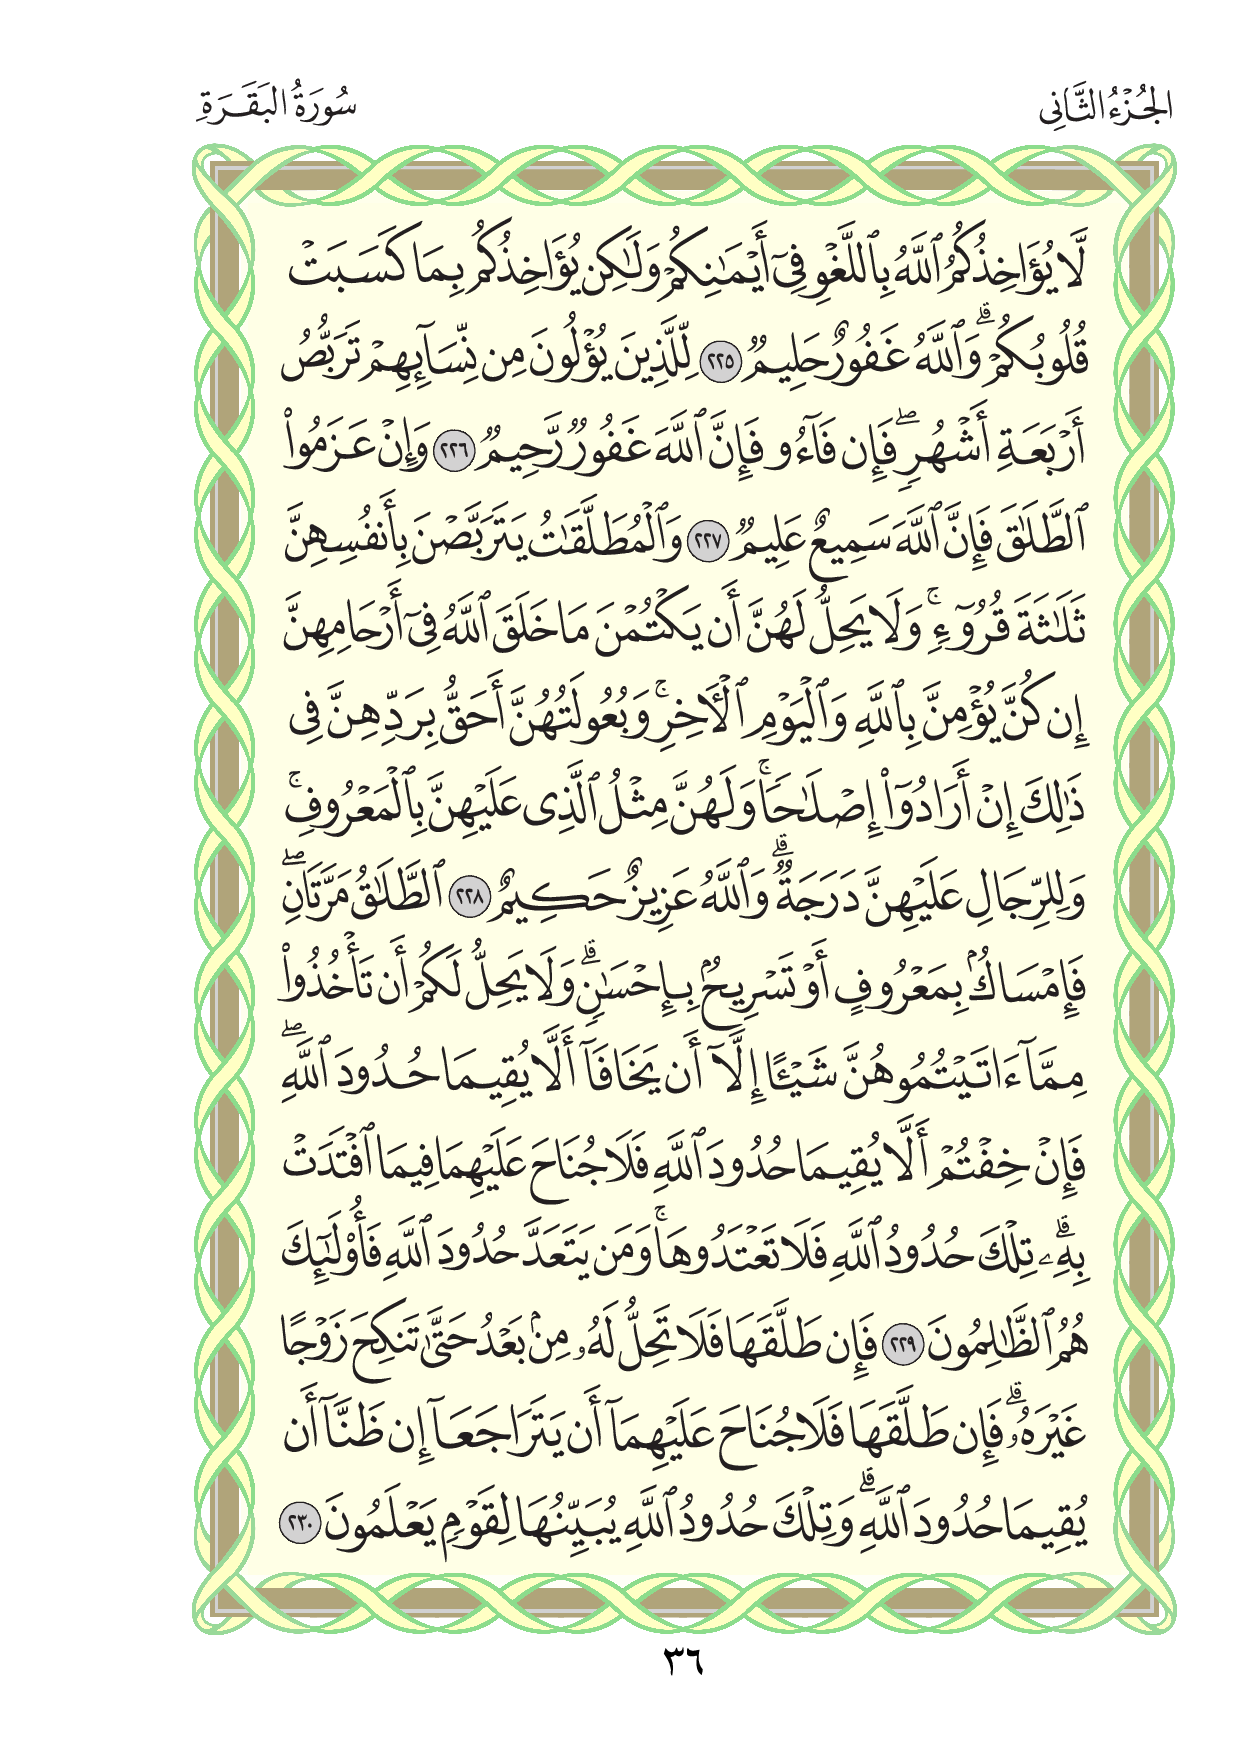 الجُزْءُ الثَّانِى
سُورَةُ البَقَرَةِ
لَّا يُؤَاخِذُكُمُ ٱللَّهُ بِٱللَّغْوِ فِىٓ أَيْمَـٰنِكُمْ وَلَـٰكِن يُؤَاخِذُكُم بِمَا كَسَبَتْ
قُلُوبُكُمْ ۗ وَٱللَّهُ غَفُورٌ حَلِيمٌ ٢٢٥ لِّلَّذِينَ يُؤْلُونَ مِن نِّسَآئِهِمْ تَرَبُّصُ
أَرْبَعَةِ أَشْهُرٍ ۖ فَإِن فَآءُو فَإِنَّ ٱللَّهَ غَفُورٌ رَّحِيمٌ ٢٢٦ وَإِنْ عَزَمُوا۟
ٱلطَّلَـٰقَ فَإِنَّ ٱللَّهَ سَمِيعٌ عَلِيمٌ ٢٢٧ وَٱلْمُطَلَّقَـٰتُ يَتَرَبَّصْنَ بِأَنفُسِهِنَّ
ثَلَـٰثَةَ قُرُوٓءٍ ۚ وَلَا يَحِلُّ لَهُنَّ أَن يَكْتُمْنَ مَا خَلَقَ ٱللَّهُ فِىٓ أَرْحَامِهِنَّ
إِن كُنَّ يُؤْمِنَّ بِٱللَّهِ وَٱلْيَوْمِ ٱلْـَٔاخِرِ ۚ وَبُعُولَتُهُنَّ أَحَقُّ بِرَدِّهِنَّ فِى
ذَٰلِكَ إِنْ أَرَادُوٓا۟ إِصْلَـٰحًا ۚ وَلَهُنَّ مِثْلُ ٱلَّذِى عَلَيْهِنَّ بِٱلْمَعْرُوفِ ۚ
وَلِلرِّجَالِ عَلَيْهِنَّ دَرَجَةٌ ۗ وَٱللَّهُ عَزِيزٌ حَكِيمٌ ٢٢٨ ٱلطَّلَـٰقُ مَرَّتَانِ ۖ
فَإِمْسَاكٌۢ بِمَعْرُوفٍ أَوْ تَسْرِيحٌۢ بِإِحْسَـٰنٍ ۗ وَلَا يَحِلُّ لَكُمْ أَن تَأْخُذُوا۟
مِمَّآ ءَاتَيْتُمُوهُنَّ شَيْـًٔا إِلَّآ أَن يَخَافَآ أَلَّا يُقِيمَا حُدُودَ ٱللَّهِ ۖ
فَإِنْ خِفْتُمْ أَلَّا يُقِيمَا حُدُودَ ٱللَّهِ فَلَا جُنَاحَ عَلَيْهِمَا فِيمَا ٱفْتَدَتْ
بِهِۦ ۗ تِلْكَ حُدُودُ ٱللَّهِ فَلَا تَعْتَدُوهَا ۚ وَمَن يَتَعَدَّ حُدُودَ ٱللَّهِ فَأُو۟لَـٰٓئِكَ
هُمُ ٱلظَّـٰلِمُونَ ٢٢٩ فَإِن طَلَّقَهَا فَلَا تَحِلُّ لَهُۥ مِنۢ بَعْدُ حَتَّىٰ تَنكِحَ زَوْجًا
غَيْرَهُۥ ۗ فَإِن طَلَّقَهَا فَلَا جُنَاحَ عَلَيْهِمَآ أَن يَتَرَاجَعَآ إِن ظَنَّآ أَن
يُقِيمَا حُدُودَ ٱللَّهِ ۗ وَتِلْكَ حُدُودُ ٱللَّهِ يُبَيِّنُهَا لِقَوْمٍ يَعْلَمُونَ ٢٣٠
٣٦